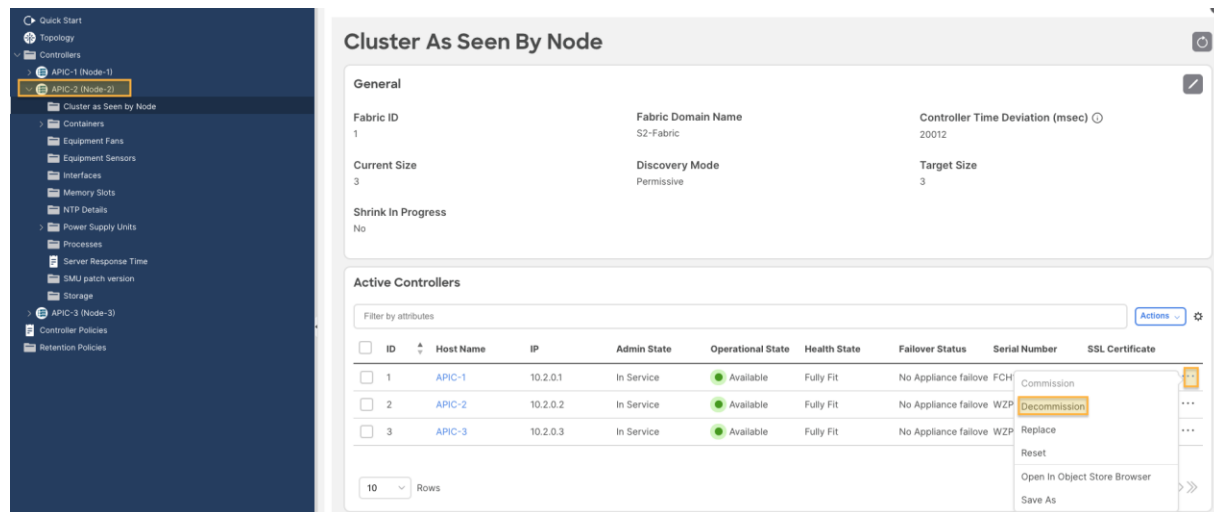 Quick Start
Topology
Controllers
APIC-1 (Node-1)
APIC-2 (Node-2)
Cluster as Seen by Node
Containers
Equipment Fans
Equipment Sensors
Interfaces
Memory Slots
NTP Details
Power Supply Units
Processes
Server Response Time
SMU patch version
Storage
APIC-3 (Node-3)
Controller Policies
Retention Policies
Cluster As Seen By Node
General
Fabric ID Fabric Domain Name Controller Time Deviation (msec)
1 S2-Fabric 20012
Current Size Discovery Mode Target Size
3 Permissive 3
Shrink In Progress
No
Active Controllers
Filter by attributes Actions
ID Host Name IP Admin State Operational State Health State Failover Status Serial Number SSL Certificate
1 APIC-1 10.2.0.1 In Service Available Fully Fit No Appliance failove FCH
2 APIC-2 10.2.0.2 In Service Available Fully Fit No Appliance failove WZP
3 APIC-3 10.2.0.3 In Service Available Fully Fit No Appliance failove WZP
Commission
Decommission
Replace
Reset
Open In Object Store Browser
Save As
10 Rows